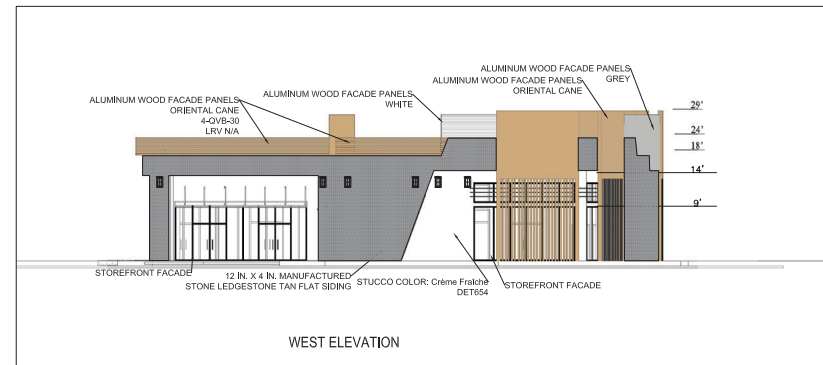 ALUMINUM WOOD FACADE PANELS
GREY
ALUMINUM WOOD FACADE PANELS
ORIENTAL CANE
ALUMINUM WOOD FACADE PANELS
WHITE
ALUMINUM WOOD FACADE PANELS
ORIENTAL CANE
4-QVB-30
LRV N/A
29'
24'
18'
14'
9'
STOREFRONT FACADE
12 IN. X 4 IN. MANUFACTURED
STONE LEDGESTONE TAN FLAT SIDING
STUCCO COLOR: Crème Fraîche
DET654
STOREFRONT FACADE
WEST ELEVATION